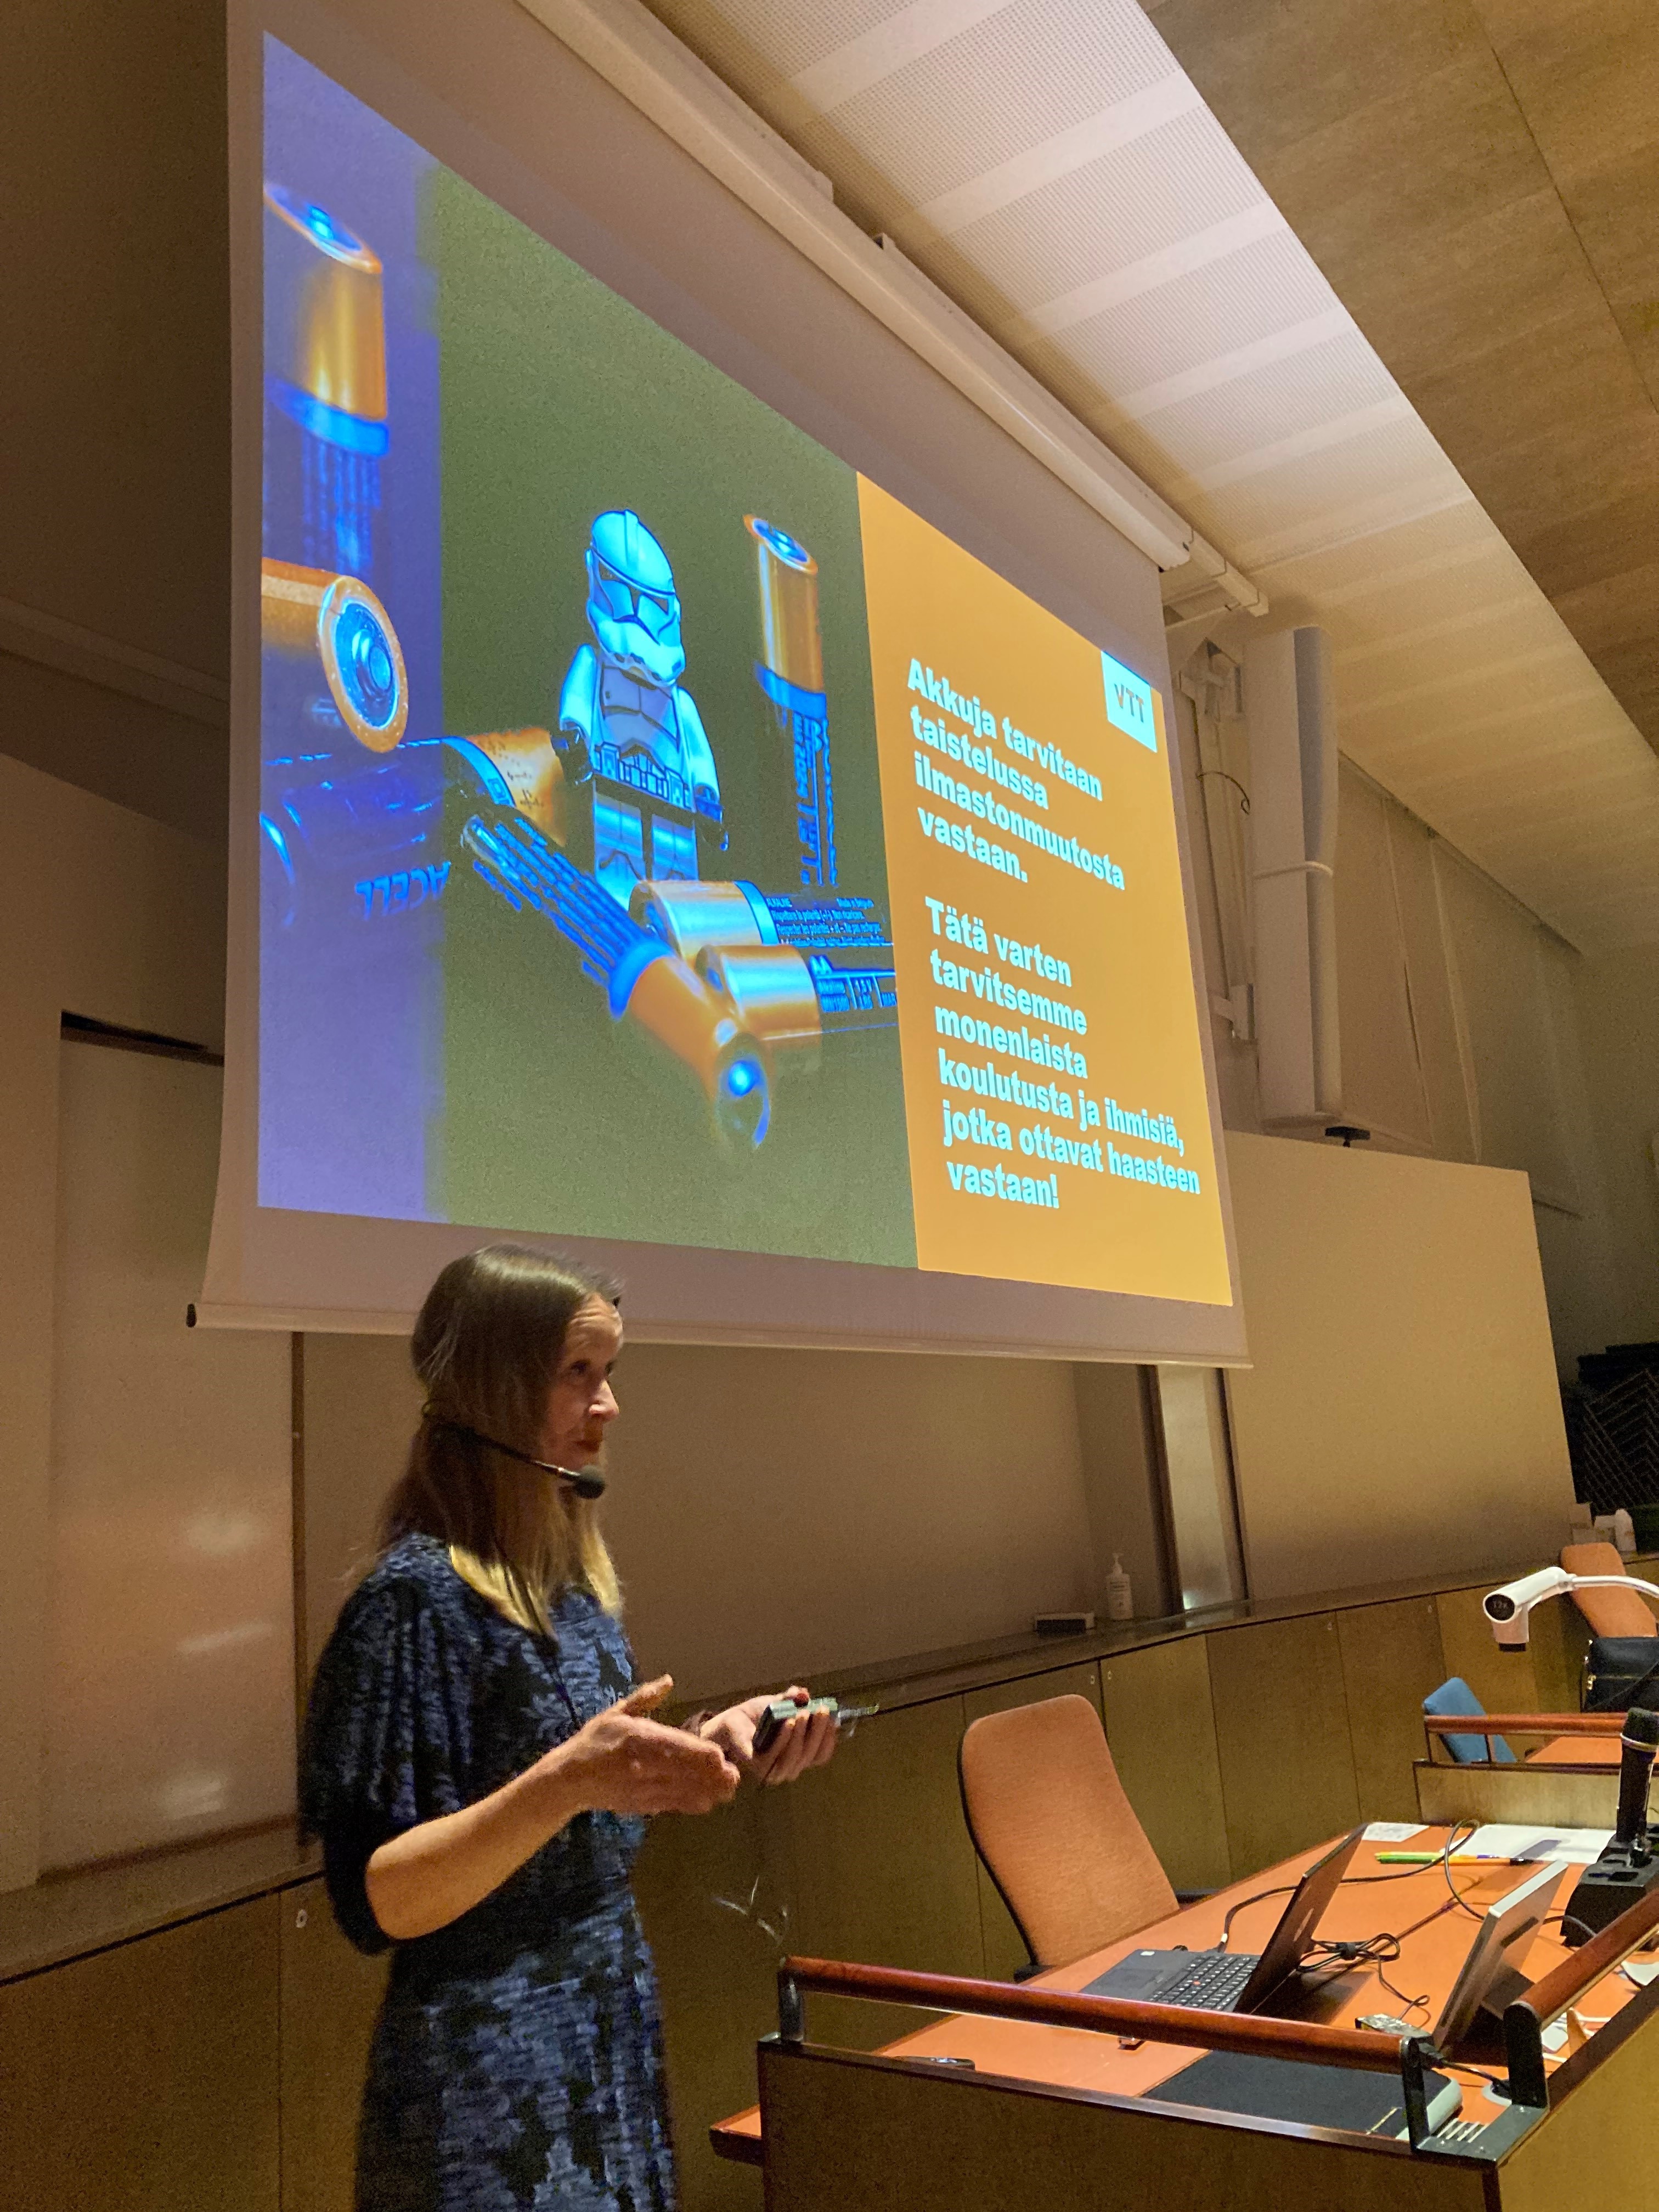 VTT
Akkuja tarvitaan
taistelussa
ilmastonmuutosta
vastaan.
Tätä varten
tarvitsemme
monenlaista
koulutusta ja ihmisiä,
jotka ottavat haasteen
vastaan!